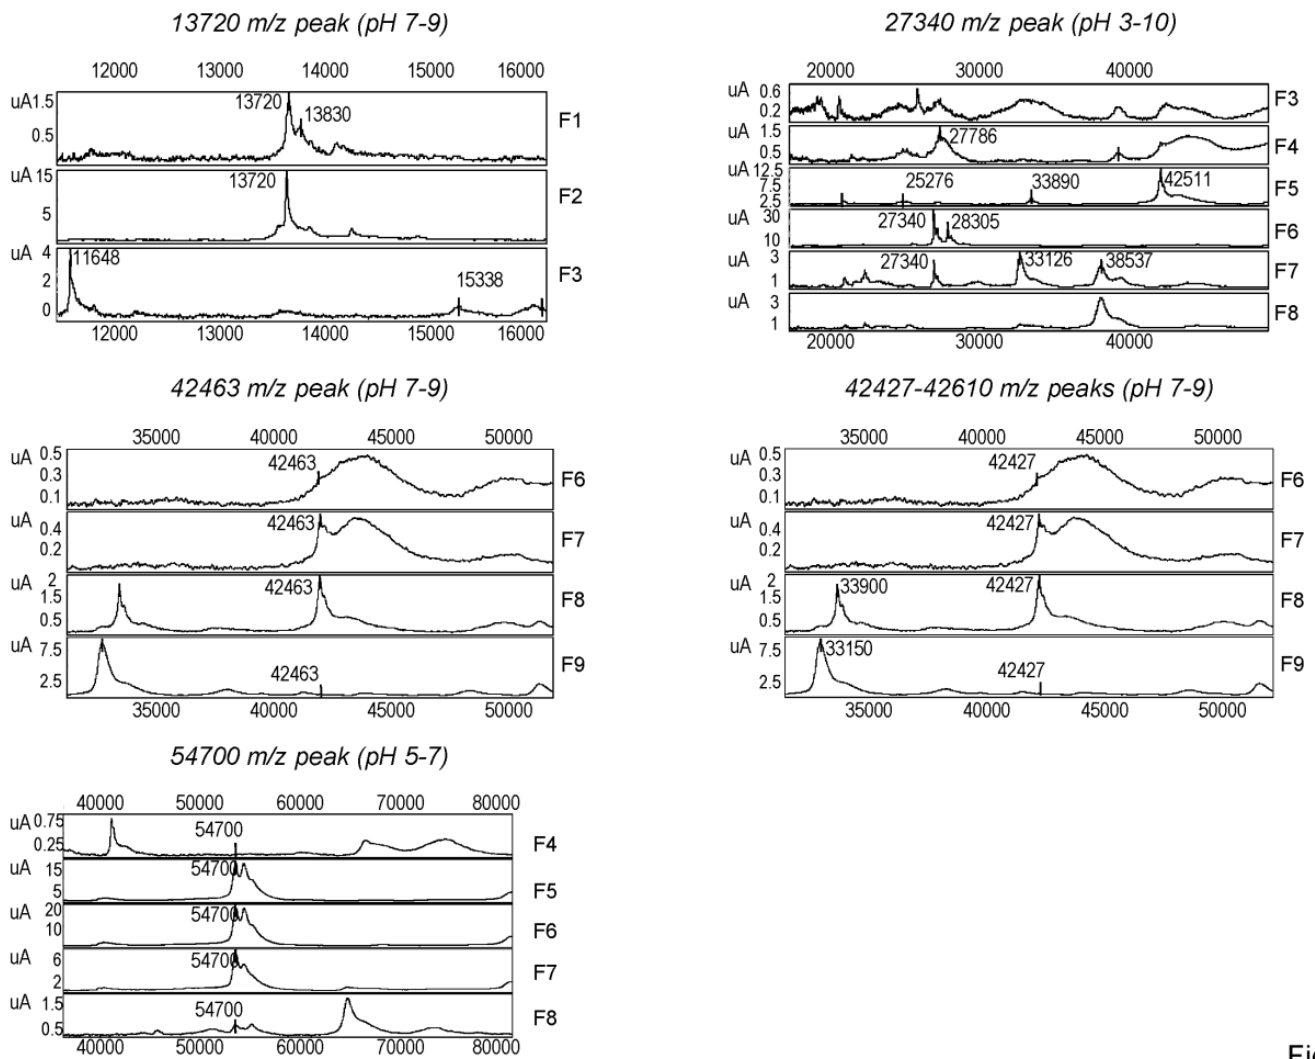 13720 m/z peak (pH 7-9)
12000 13000 14000 15000 16000
uA 1.5
0.5
13720
13830
F1
uA 15
5
13720
F2
uA
4
2
0
11648
15338
F3
12000 13000 14000 15000 16000
27340 m/z peak (pH 3-10)
20000 30000 40000
uA 0.6
0.2
F3
uA 1.5
0.5
27786
F4
uA 12.5
7.5
2.5
25276
33890
42511
F5
uA 30
10
27340
28305
F6
uA 3
1
27340
33126
38537
F7
uA 3
1
F8
20000 30000 40000
42463 m/z peak (pH 7-9)
35000 40000 45000 50000
uA 0.5
0.3
0.1
42463
F6
uA 0.4
0.2
42463
F7
uA 2
1.5
0.5
42463
F8
uA 7.5
2.5
42463
F9
35000 40000 45000 50000
42427-42610 m/z peaks (pH 7-9)
35000 40000 45000 50000
uA 0.5
0.3
0.1
42427
F6
uA 0.4
0.2
42427
F7
uA 2
1.5
0.5
33900
42427
F8
uA 7.5
2.5
33150
42427
F9
35000 40000 45000 50000
54700 m/z peak (pH 5-7)
40000 50000 60000 70000 80000
uA 0.75
0.25
54700
F4
uA 15
5
54700
F5
uA 20
10
54700
F6
uA 6
2
54700
F7
uA 1.5
0.5
54700
F8
40000 50000 60000 70000 80000